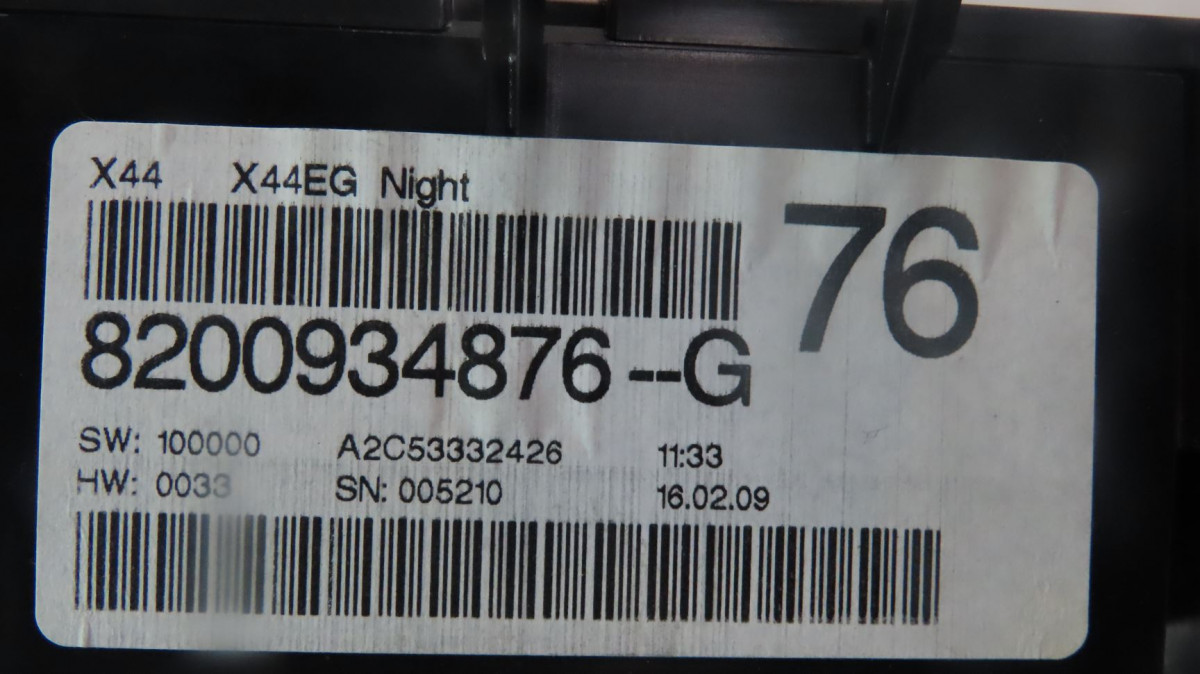 X44 X44EG Night
76
8200934876--G
SW: 100000 A2C53332426 11:33
HW: 0033 SN: 005210 16.02.09